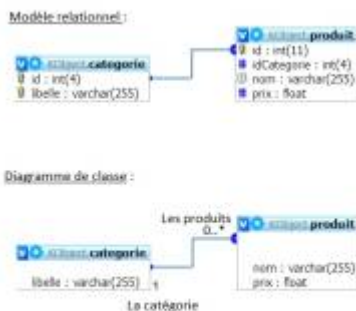 Modèle relationnel :
produit
id : int(11)
categorie
idCategorie : int(4)
id : int(4)
nom : varchar(255)
libelle : varchar(255)
prix : float
Diagramme de classe :
Les produits
0..*
produit
categorie
nom : varchar(255)
libelle : varchar(255)
1
prix : float
La catégorie